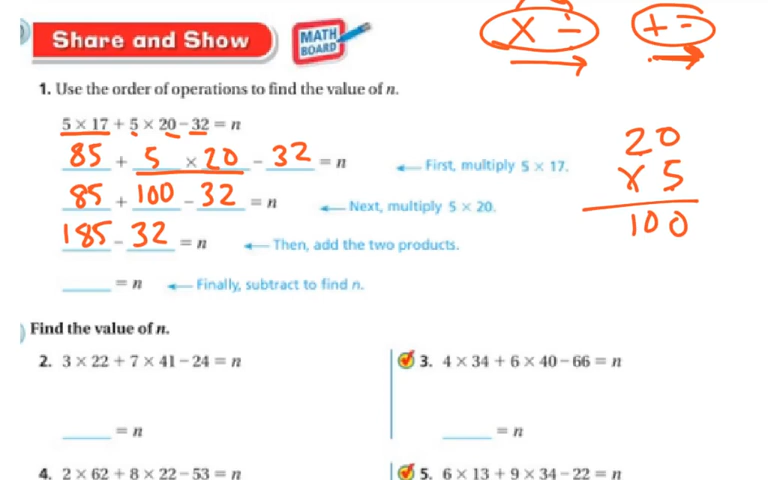 Share and Show
MATH
BOARD
× ÷
+ −
1. Use the order of operations to find the value of n.
5 × 17 + 5 × 20 − 32 = n
85 + 5 × 20 − 32 = n
First, multiply 5 × 17.
85 + 100 − 32 = n
Next, multiply 5 × 20.
185 − 32 = n
Then, add the two products.
____ = n
Finally, subtract to find n.
20
× 5
100
Find the value of n.
2. 3 × 22 + 7 × 41 − 24 = n
____ = n
3. 4 × 34 + 6 × 40 − 66 = n
____ = n
4. 2 × 62 + 8 × 22 − 53 = n
5. 6 × 13 + 9 × 34 − 22 = n